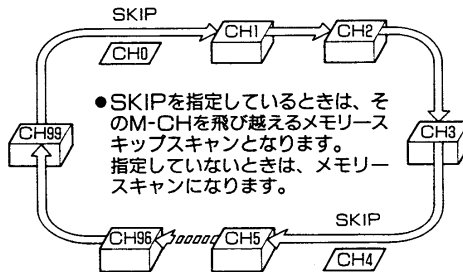 SKIP
CH0
CH1
CH2
CH99
●SKIPを指定しているときは、そ
のM-CHを飛び越えるメモリース
キップスキャンとなります。
指定していないときは、メモリー
スキャンになります。
CH3
CH96
CH5
SKIP
CH4